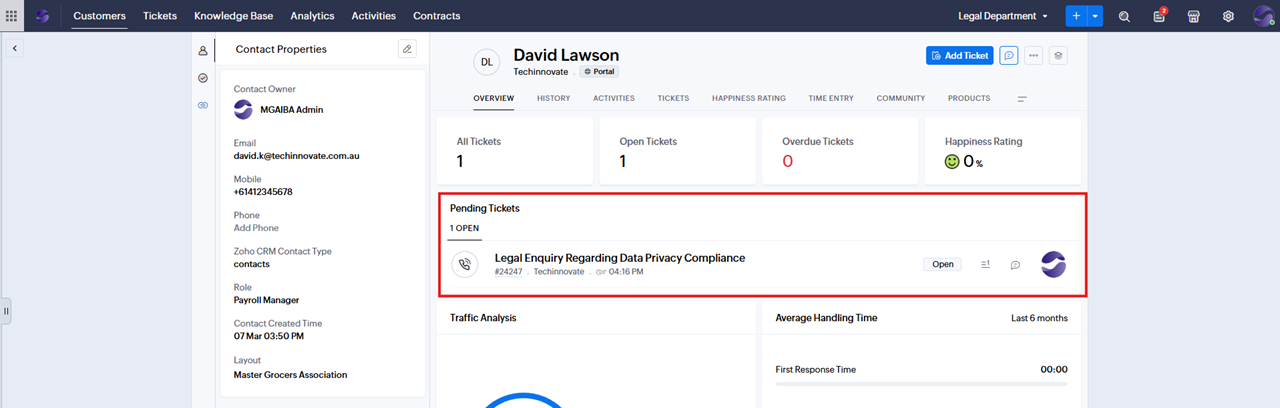 Customers Tickets Knowledge Base Analytics Activities Contracts Legal Department 2
Contact Properties
Contact Owner
MGAIBA Admin
Email
david.k@techinnovate.com.au
Mobile
+61412345678
Phone
Add Phone
Zoho CRM Contact Type
contacts
Role
Payroll Manager
Contact Created Time
07 Mar 03:50 PM
Layout
Master Grocers Association
DL
David Lawson
Techinnovate . Portal
Add Ticket
OVERVIEW HISTORY ACTIVITIES TICKETS HAPPINESS RATING TIME ENTRY COMMUNITY PRODUCTS
All Tickets
1
Open Tickets
1
Overdue Tickets
0
Happiness Rating
0 %
Pending Tickets
1 OPEN
Legal Enquiry Regarding Data Privacy Compliance
#24247 . Techinnovate . 04:16 PM
Open
1
Traffic Analysis
Average Handling Time Last 6 months
First Response Time 00:00